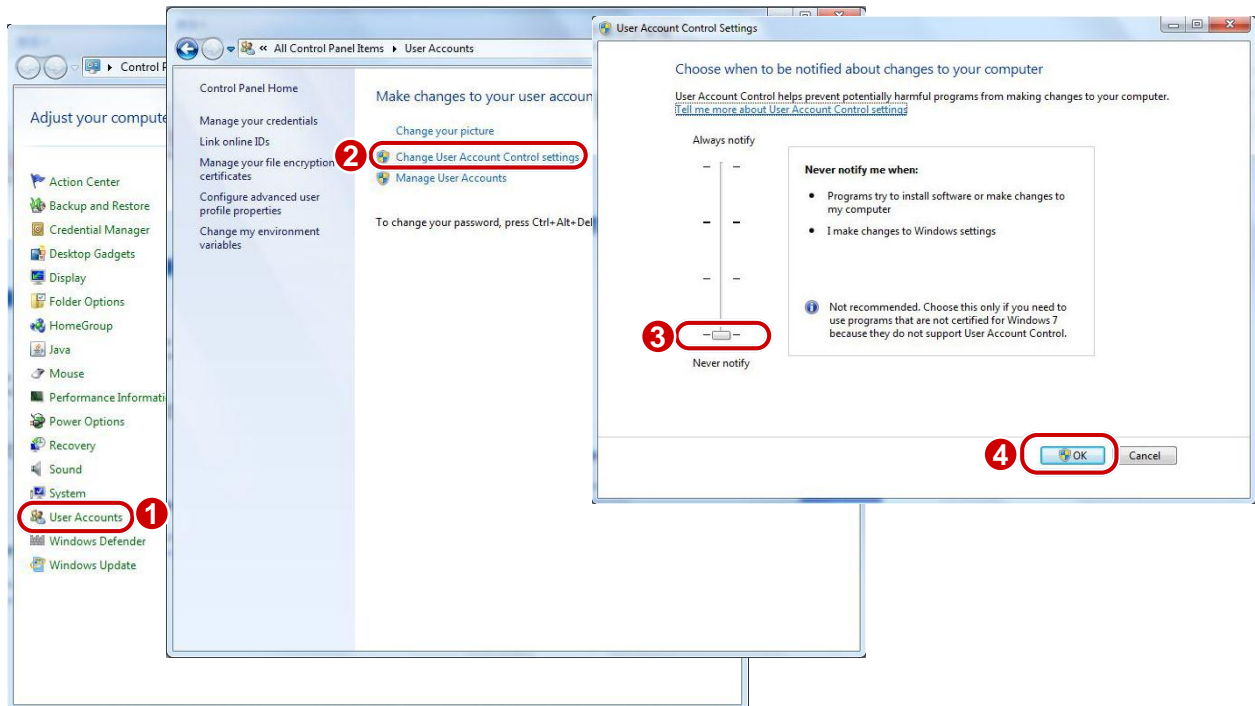 Control P
Adjust your compute
Action Center
Backup and Restore
Credential Manager
Desktop Gadgets
Display
Folder Options
HomeGroup
Java
Mouse
Performance Informati
Power Options
Recovery
Sound
System
User Accounts
1
Windows Defender
Windows Update
« All Control Panel Items ▸ User Accounts
Control Panel Home
Manage your credentials
Link online IDs
Manage your file encryption
certificates
Configure advanced user
profile properties
Change my environment
variables
Make changes to your user accoun
Change your picture
2
Change User Account Control settings
Manage User Accounts
To change your password, press Ctrl+Alt+Del
User Account Control Settings
Choose when to be notified about changes to your computer
User Account Control helps prevent potentially harmful programs from making changes to your computer.
Tell me more about User Account Control settings
Always notify
Never notify me when:
• Programs try to install software or make changes to
my computer
• I make changes to Windows settings
Not recommended. Choose this only if you need to
use programs that are not certified for Windows 7
because they do not support User Account Control.
3
Never notify
4
OK
Cancel